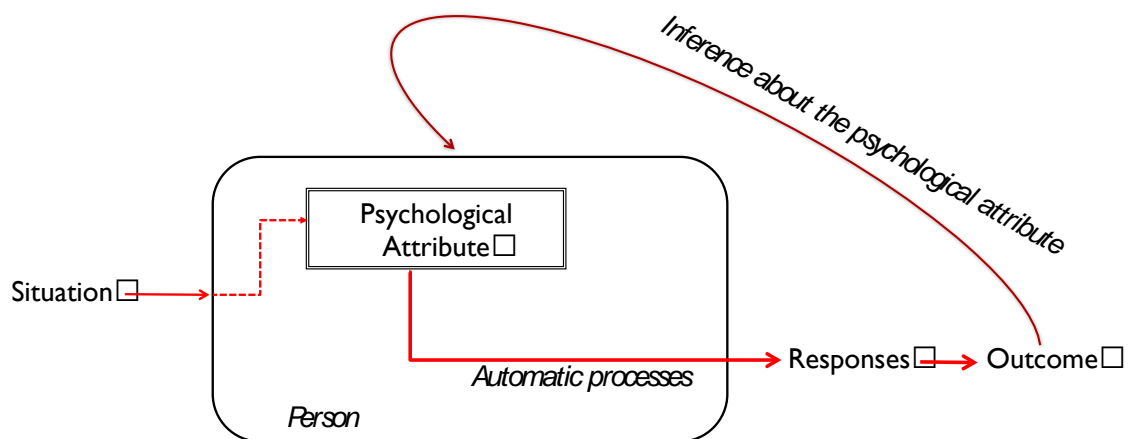 Inference about the psychological attribute
Psychological
Attribute□
Situation□
Responses□
Outcome□
Automatic processes
Person